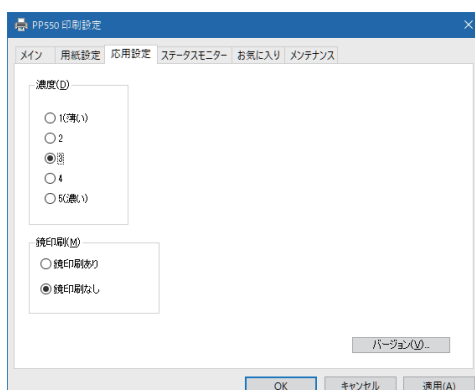 PP550 印刷設定
メイン 用紙設定 応用設定 ステータスモニター お気に入り メンテナンス
濃度(D)
1(薄い)
2
3
4
5(濃い)
鏡印刷(M)
鏡印刷あり
鏡印刷なし
バージョン(V)...
OK キャンセル 適用(A)